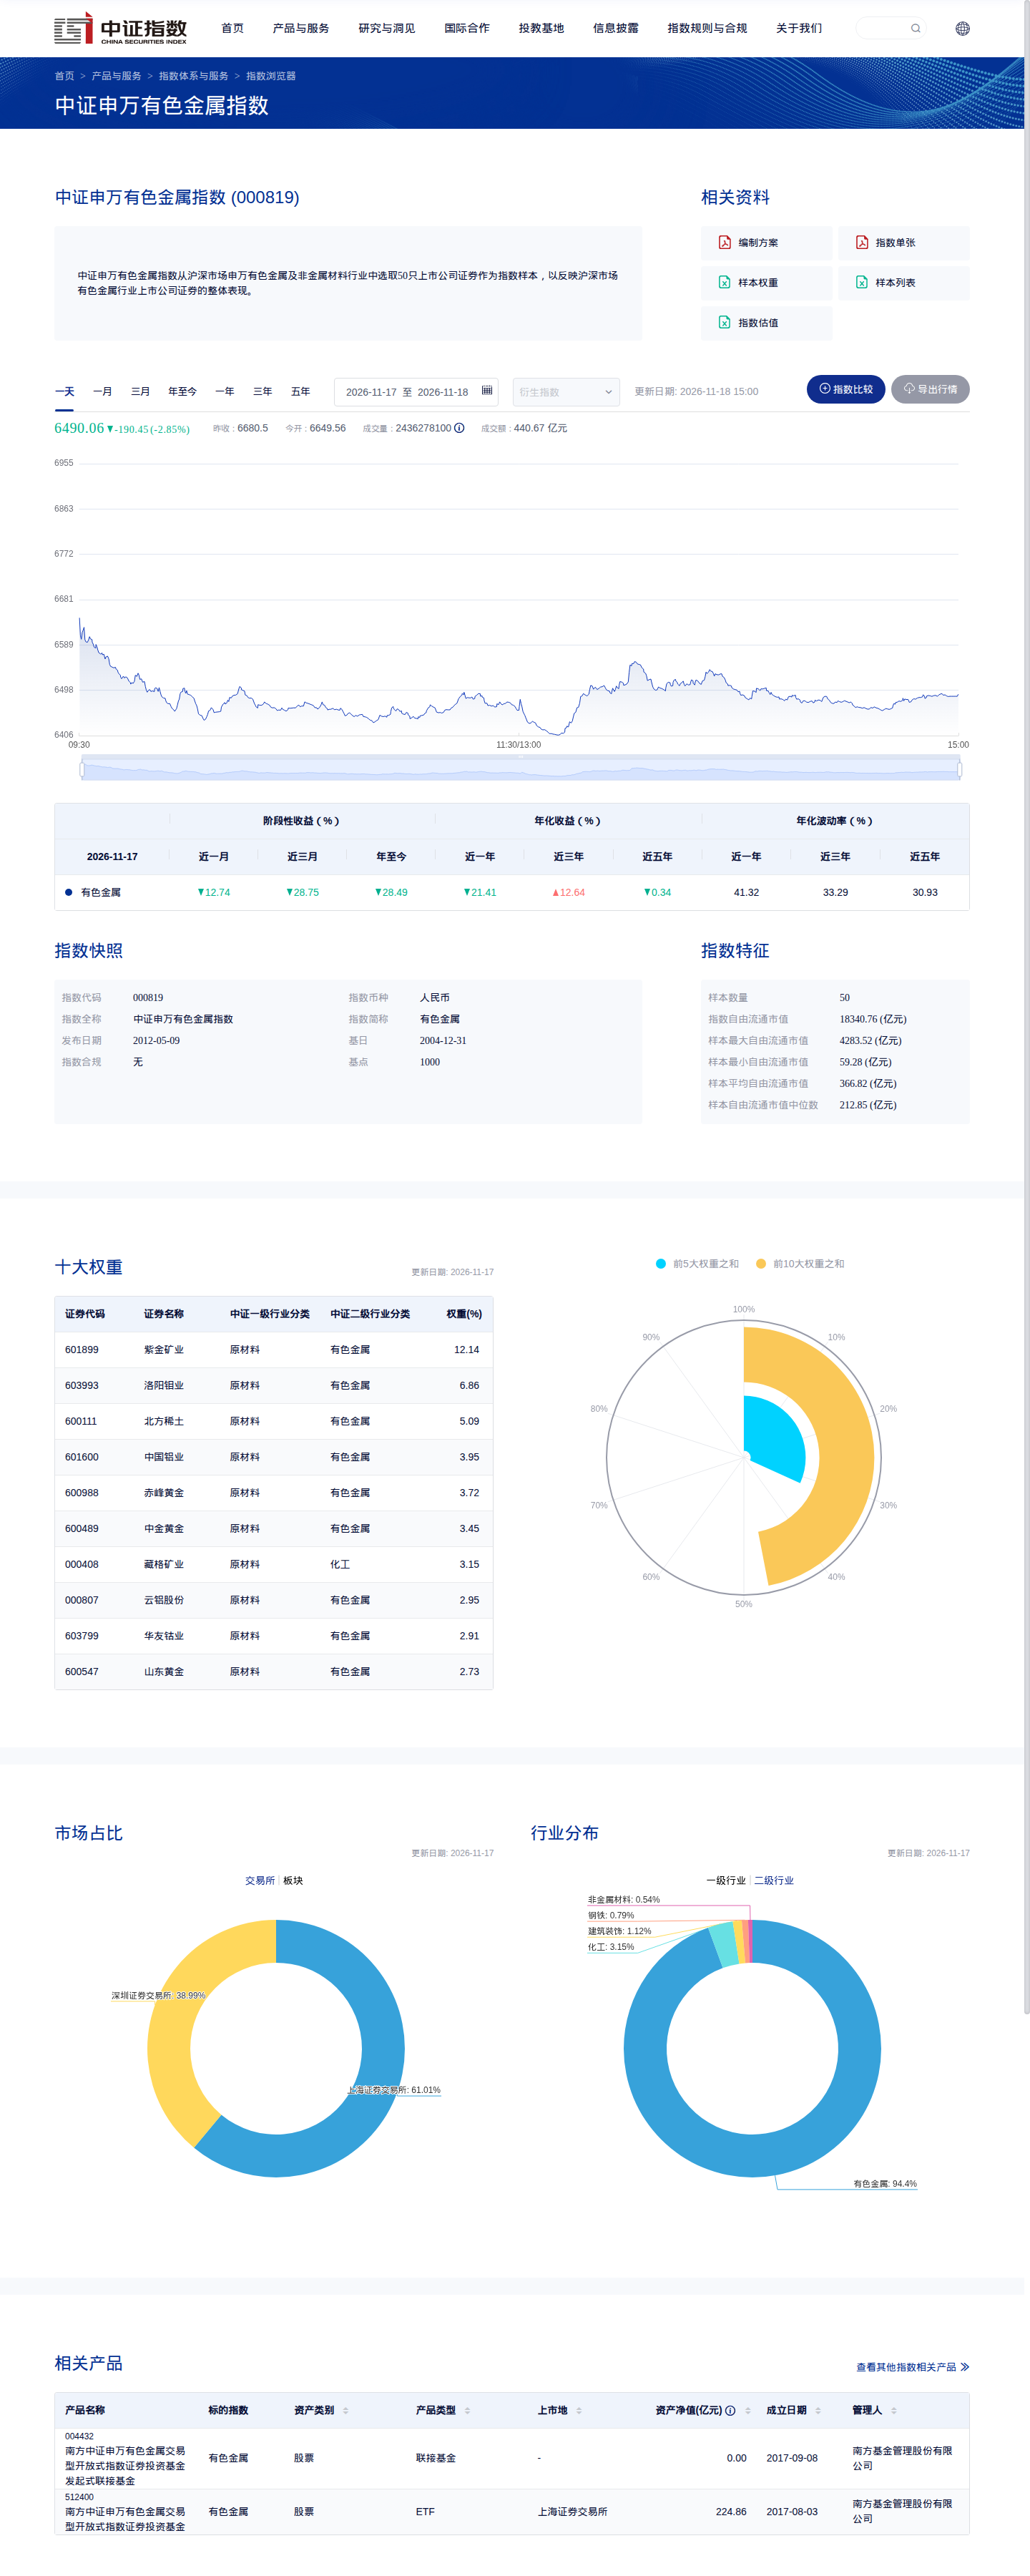 中证指数
CHINA SECURITIES INDEX
首页 产品与服务 研究与洞见 国际合作 投教基地 信息披露 指数规则与合规 关于我们
首页 > 产品与服务 > 指数体系与服务 > 指数浏览器
中证申万有色金属指数
中证申万有色金属指数 (000819)
中证申万有色金属指数从沪深市场申万有色金属及非金属材料行业中选取50只上市公司证券作为指数样本，以反映沪深市场
有色金属行业上市公司证券的整体表现。
相关资料
编制方案 指数单张
样本权重 样本列表
指数估值
一天 一月 三月 年至今 一年 三年 五年 2026-11-17 至 2026-11-18 衍生指数 更新日期: 2026-11-18 15:00 指数比较 导出行情
6490.06 ▼-190.45 (-2.85%) 昨收：6680.5 今开：6649.56 成交量：2436278100 成交额：440.67 亿元
6955
6863
6772
6681
6589
6498
6406
09:30 11:30/13:00 15:00
阶段性收益 ( % ) 年化收益 ( % ) 年化波动率 ( % )
2026-11-17 近一月 近三月 年至今 近一年 近三年 近五年 近一年 近三年 近五年
有色金属 ▼12.74 ▼28.75 ▼28.49 ▼21.41 ▲12.64 ▼0.34 41.32 33.29 30.93
指数快照
指数代码 000819 指数币种 人民币
指数全称 中证申万有色金属指数 指数简称 有色金属
发布日期 2012-05-09 基日 2004-12-31
指数合规 无 基点 1000
指数特征
样本数量 50
指数自由流通市值 18340.76 (亿元)
样本最大自由流通市值 4283.52 (亿元)
样本最小自由流通市值 59.28 (亿元)
样本平均自由流通市值 366.82 (亿元)
样本自由流通市值中位数 212.85 (亿元)
十大权重
更新日期: 2026-11-17
证券代码 证券名称 中证一级行业分类 中证二级行业分类 权重(%)
601899 紫金矿业 原材料 有色金属 12.14
603993 洛阳钼业 原材料 有色金属 6.86
600111 北方稀土 原材料 有色金属 5.09
601600 中国铝业 原材料 有色金属 3.95
600988 赤峰黄金 原材料 有色金属 3.72
600489 中金黄金 原材料 有色金属 3.45
000408 藏格矿业 原材料 化工 3.15
000807 云铝股份 原材料 有色金属 2.95
603799 华友钴业 原材料 有色金属 2.91
600547 山东黄金 原材料 有色金属 2.73
前5大权重之和 前10大权重之和
100%
90% 10%
80% 20%
70% 30%
60% 40%
50%
市场占比
更新日期: 2026-11-17
交易所 | 板块
深圳证券交易所: 38.99%
上海证券交易所: 61.01%
行业分布
更新日期: 2026-11-17
一级行业 | 二级行业
非金属材料: 0.54%
钢铁: 0.79%
建筑装饰: 1.12%
化工: 3.15%
有色金属: 94.4%
相关产品
查看其他指数相关产品
产品名称 标的指数 资产类别 产品类型 上市地 资产净值(亿元) 成立日期 管理人
004432
南方中证申万有色金属交易
型开放式指数证券投资基金
发起式联接基金
有色金属 股票 联接基金 - 0.00 2017-09-08
南方基金管理股份有限
公司
512400
南方中证申万有色金属交易
型开放式指数证券投资基金
有色金属 股票 ETF 上海证券交易所 224.86 2017-08-03
南方基金管理股份有限
公司